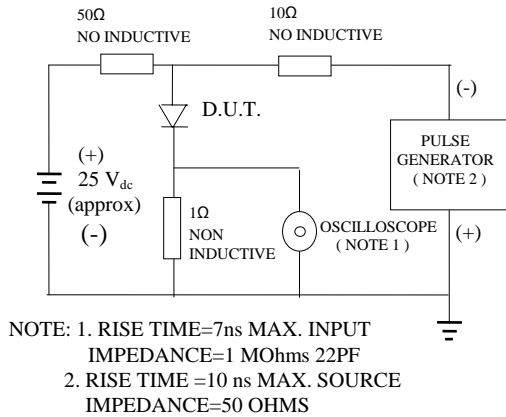 50Ω
NO INDUCTIVE
10Ω
NO INDUCTIVE
(-)
D.U.T.
PULSE
GENERATOR
( NOTE 2 )
(+)
25 Vdc
(approx)
(-)
1Ω
NON
INDUCTIVE
OSCILLOSCOPE
( NOTE 1 )
(+)
NOTE: 1. RISE TIME=7ns MAX. INPUT
IMPEDANCE=1 MOhms 22PF
2. RISE TIME =10 ns MAX. SOURCE
IMPEDANCE=50 OHMS